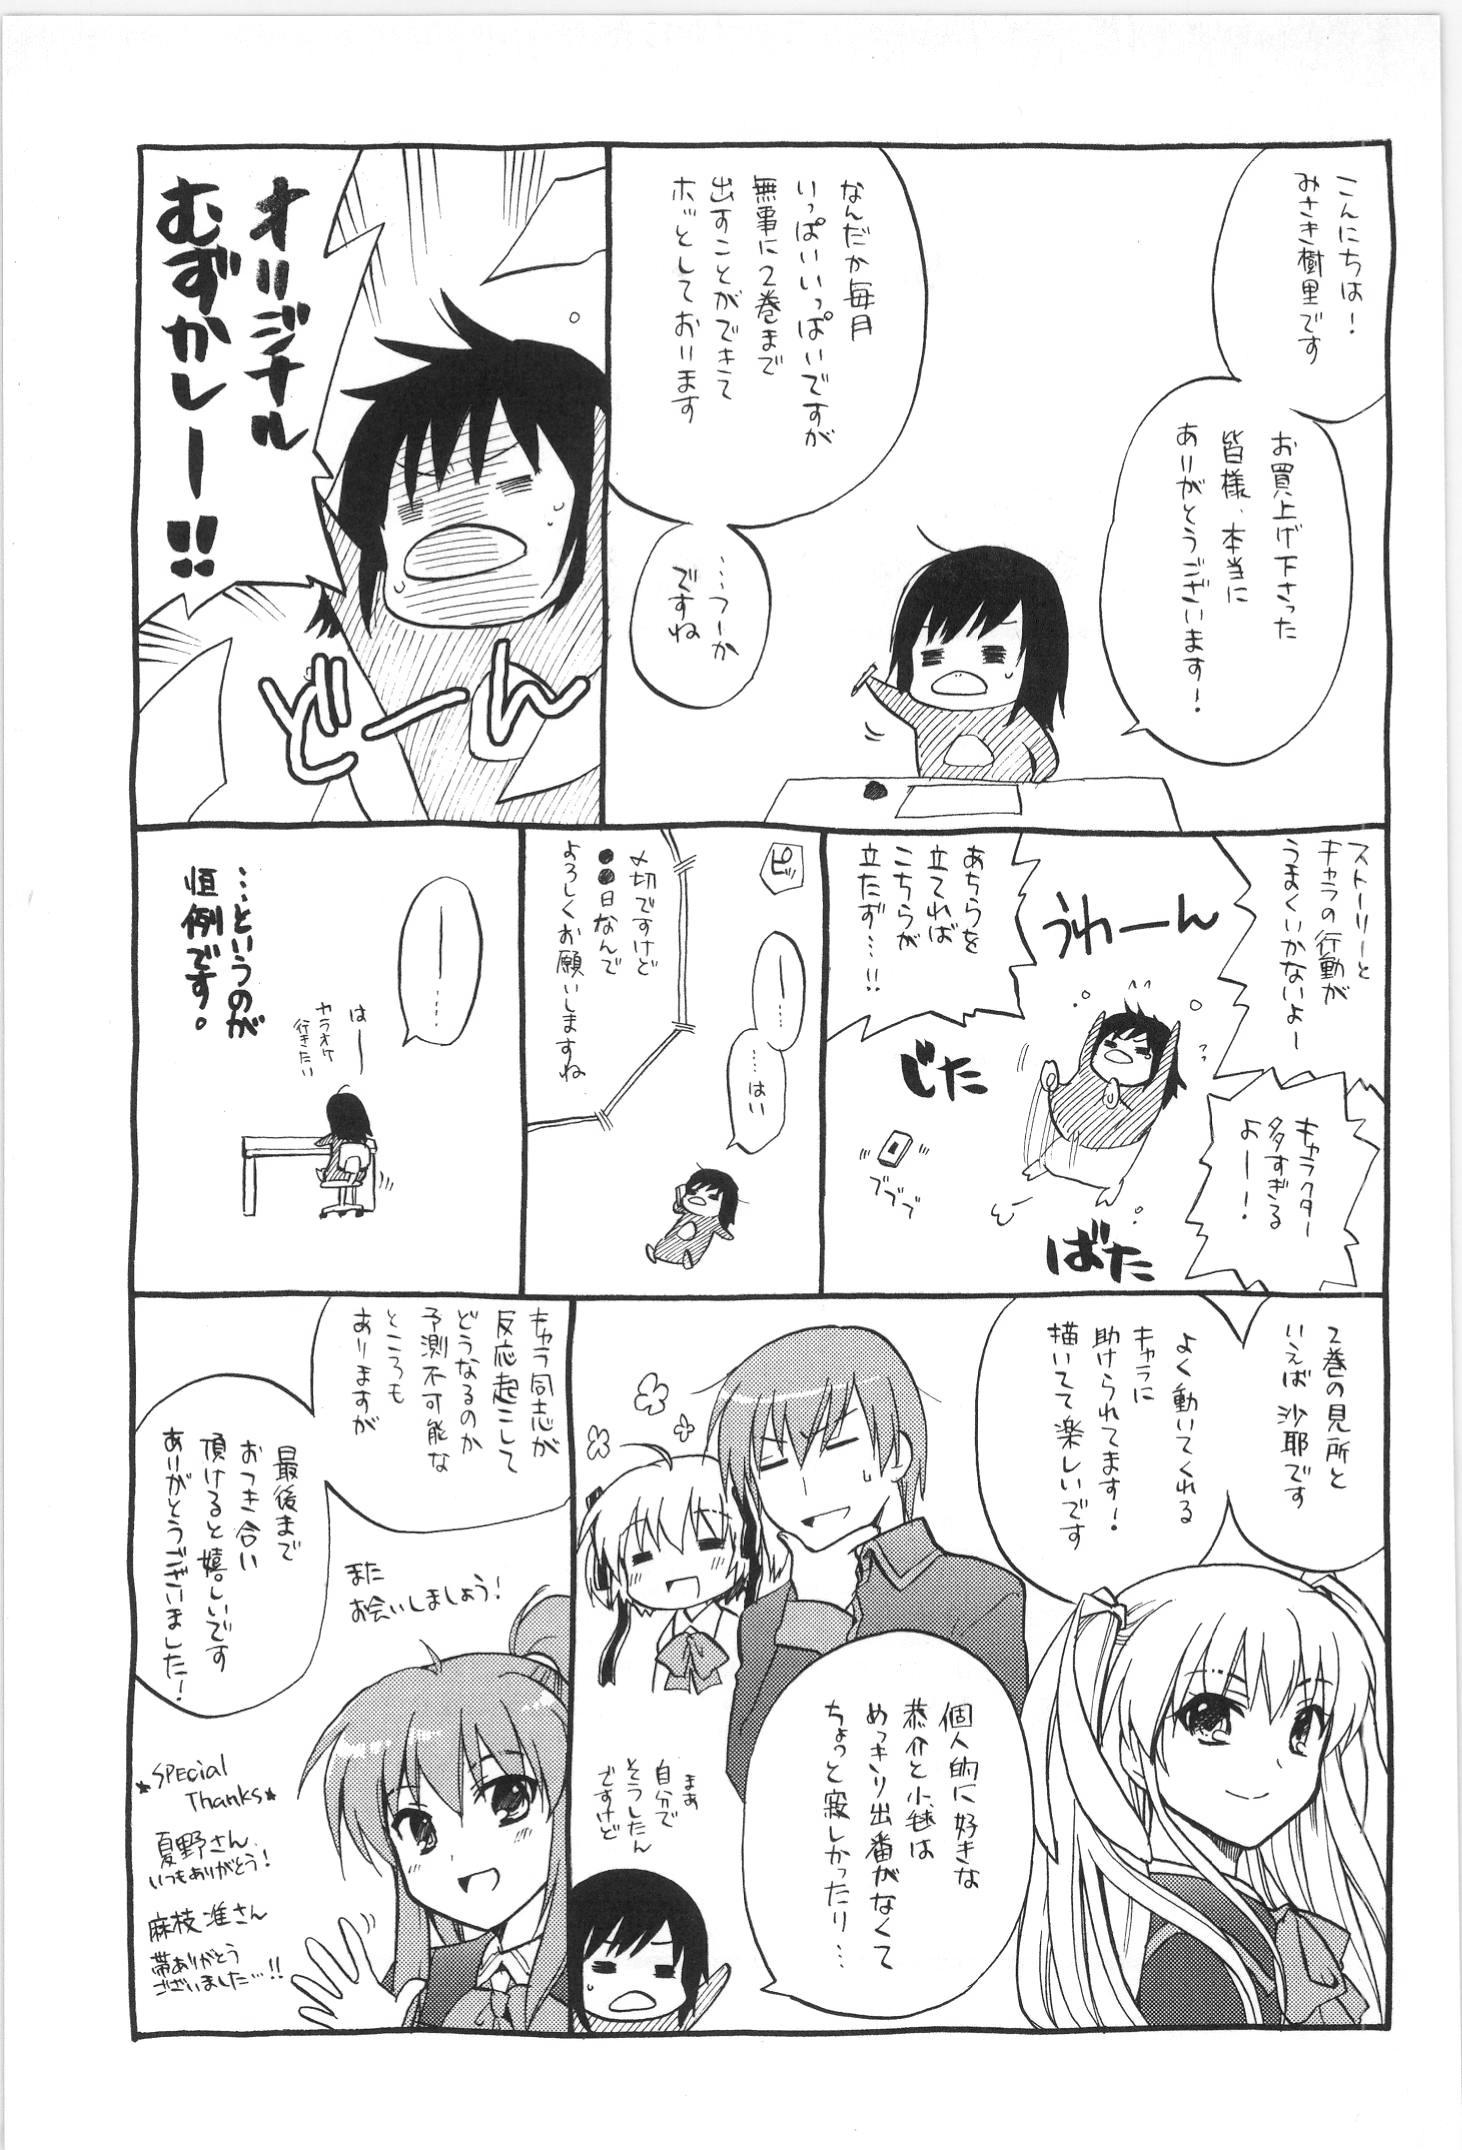 こんにちは！
みさき樹里です
お買上げ下さった
皆様、本当に
ありがとうございます！
なんだか毎月
いっぱいいっぱいですが
無事に2巻まで
出すことができて
ホッとしております
…つーか
ですね
オリジナル
むずかしー!!
どーん
ストーリーと
キャラの行動が
うまくいかないよー
キャラクター
多すぎる
よー！
うわーん
あちらを
立てれば
こちらが
立たず…!!
じた
ばた
ブブブ
ピッ
〆切ですけど
●●日なんで
よろしくお願いしますね
ー……
……はい
ー……
はー
カラオケ
行きたい
…というのが
恒例です。
2巻の見所と
いえば沙耶です
よく動いてくれる
キャラに
助けられてます！
描いてて楽しいです
個人的に好きな
恭介と小毬は
めっきり出番がなくて
ちょっと寂しかったり…
まぁ
自分で
そうしたん
ですけど
キャラ同志が
反応起こして
どうなるのか
予測不可能な
ところも
ありますが
最後まで
おつき合い
頂けると嬉しいです
ありがとうございました！
また
お会いしましょう！
★SPEcial
Thanks★
夏野さん、
いつもありがとう！
麻枝准さん
帯ありがとう
ございました…!!